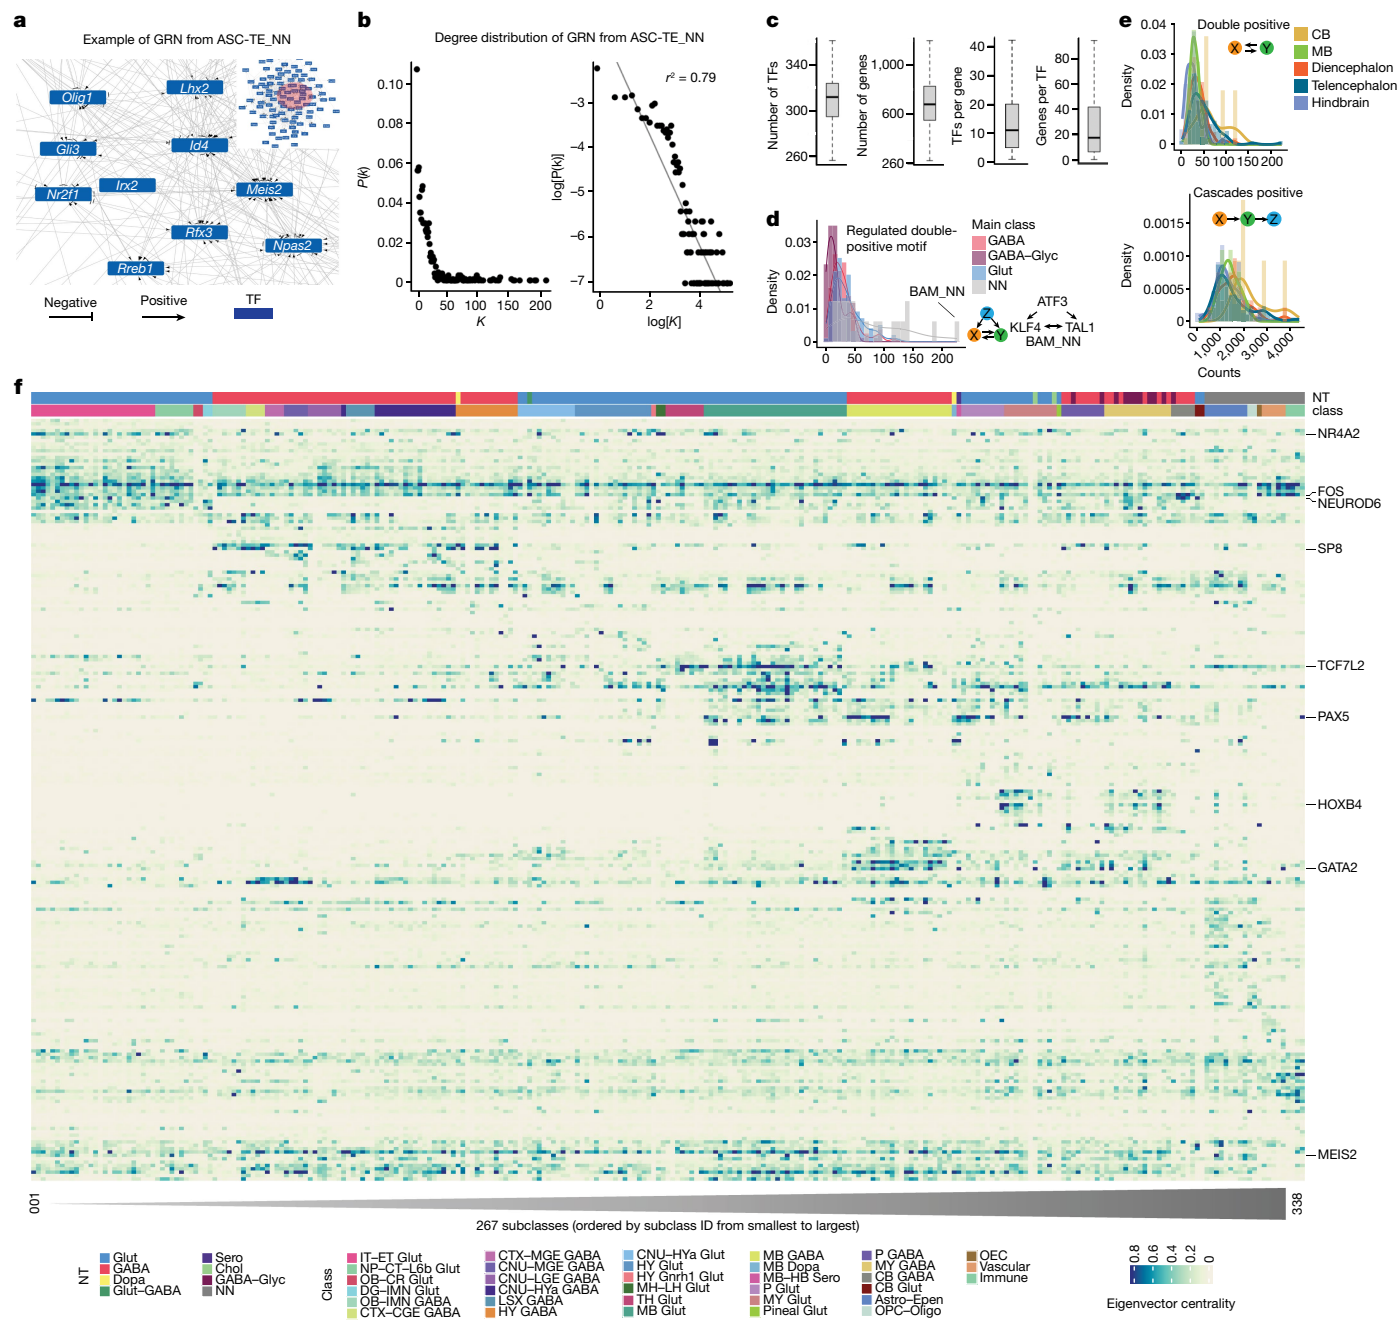 a
Example of GRN from ASC-TE_NN
Olig1
Lhx2
Gli3
Id4
Nr2f1
Irx2
Meis2
Rfx3
Npas2
Rreb1
Negative
Positive
TF
b
Degree distribution of GRN from ASC-TE_NN
P(k)
0.10
0.08
0.06
0.04
0.02
0
0 50 100 150 200
K
r² = 0.79
log[P(k)]
−3
−4
−5
−6
−7
0 2 4
log[K]
c
Number of TFs
340
300
260
Number of genes
1,000
600
260
TFs per gene
40
30
20
10
0
Genes per TF
60
40
20
0
d
Regulated double-
positive motif
Density
0.03
0.02
0.01
0
0 50 100 150 200
Main class
GABA
GABA–Glyc
Glut
NN
BAM_NN
Z
X Y
ATF3
KLF4 TAL1
BAM_NN
e
Double positive
X Y
Density
0.04
0.03
0.02
0.01
0
0 50 100 150 200
CB
MB
Diencephalon
Telencephalon
Hindbrain
Cascades positive
X Y Z
Density
0.0015
0.0010
0.0005
0
0 1,000 2,000 3,000 4,000
Counts
f
NT
class
NR4A2
FOS
NEUROD6
SP8
TCF7L2
PAX5
HOXB4
GATA2
MEIS2
001
338
267 subclasses (ordered by subclass ID from smallest to largest)
NT
Glut
GABA
Dopa
Glut–GABA
Sero
Chol
GABA–Glyc
NN
Class
IT–ET Glut
NP–CT–L6b Glut
OB–CR Glut
DG–IMN Glut
OB–IMN GABA
CTX–CGE GABA
CTX–MGE GABA
CNU–MGE GABA
CNU–LGE GABA
CNU–HYa GABA
LSX GABA
HY GABA
CNU–HYa Glut
HY Glut
HY Gnrh1 Glut
MH–LH Glut
TH Glut
MB Glut
MB GABA
MB Dopa
MB–HB Sero
P Glut
MY Glut
Pineal Glut
P GABA
MY GABA
CB GABA
CB Glut
Astro–Epen
OPC–Oligo
OEC
Vascular
Immune
0.8 0.6 0.4 0.2 0
Eigenvector centrality